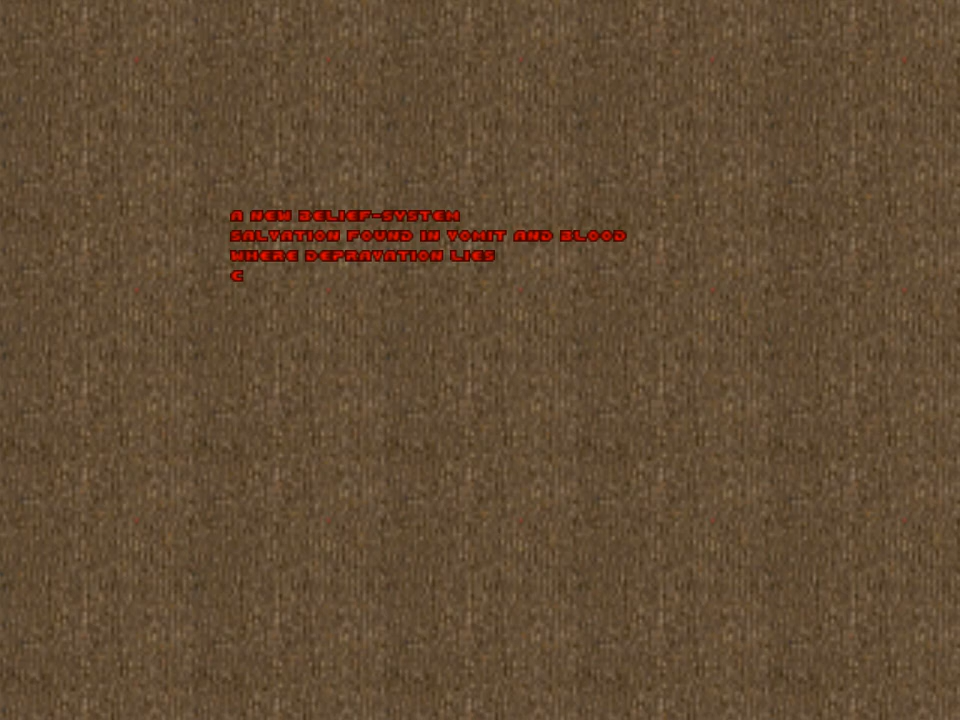 A NEW BELIEF-SYSTEM
SALVATION FOUND IN VOMIT AND BLOOD
WHERE DEPRAVATION LIES
C